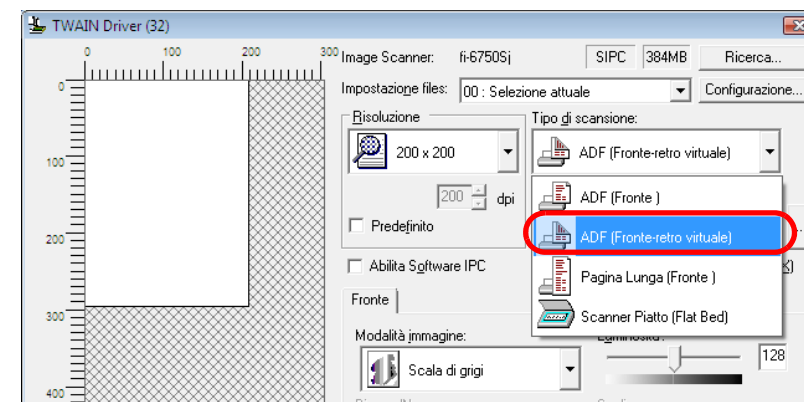 TWAIN Driver (32)
0 100 200 300
0
100
200
300
400
Image Scanner: fi-6750Sj SIPC 384MB Ricerca...
Impostazione files: 00 : Selezione attuale Configurazione...
Risoluzione
200 x 200
200 dpi
Predefinito
Abilita Software IPC
Tipo di scansione:
ADF (Fronte-retro virtuale)
ADF (Fronte )
ADF (Fronte-retro virtuale)
Pagina Lunga (Fronte )
Scanner Piatto (Flat Bed)
Fronte
Modalità immagine:
Scala di grigi
Luminosità:
128